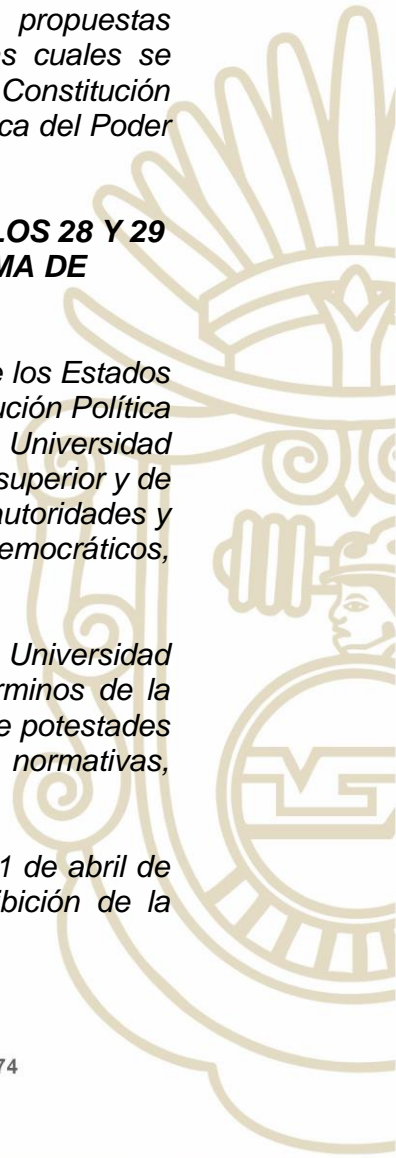 propuestas
s cuales se
Constitución
ca del Poder
LOS 28 Y 29
MA DE
e los Estados
ución Política
Universidad
superior y de
autoridades y
emocráticos,
Universidad
rminos de la
e potestades
normativas,
1 de abril de
ibición de la
74